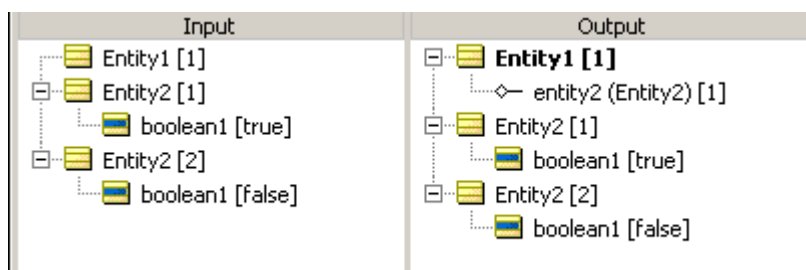 Input
Entity1 [1]
Entity2 [1]
boolean1 [true]
Entity2 [2]
boolean1 [false]
Output
Entity1 [1]
entity2 (Entity2) [1]
Entity2 [1]
boolean1 [true]
Entity2 [2]
boolean1 [false]